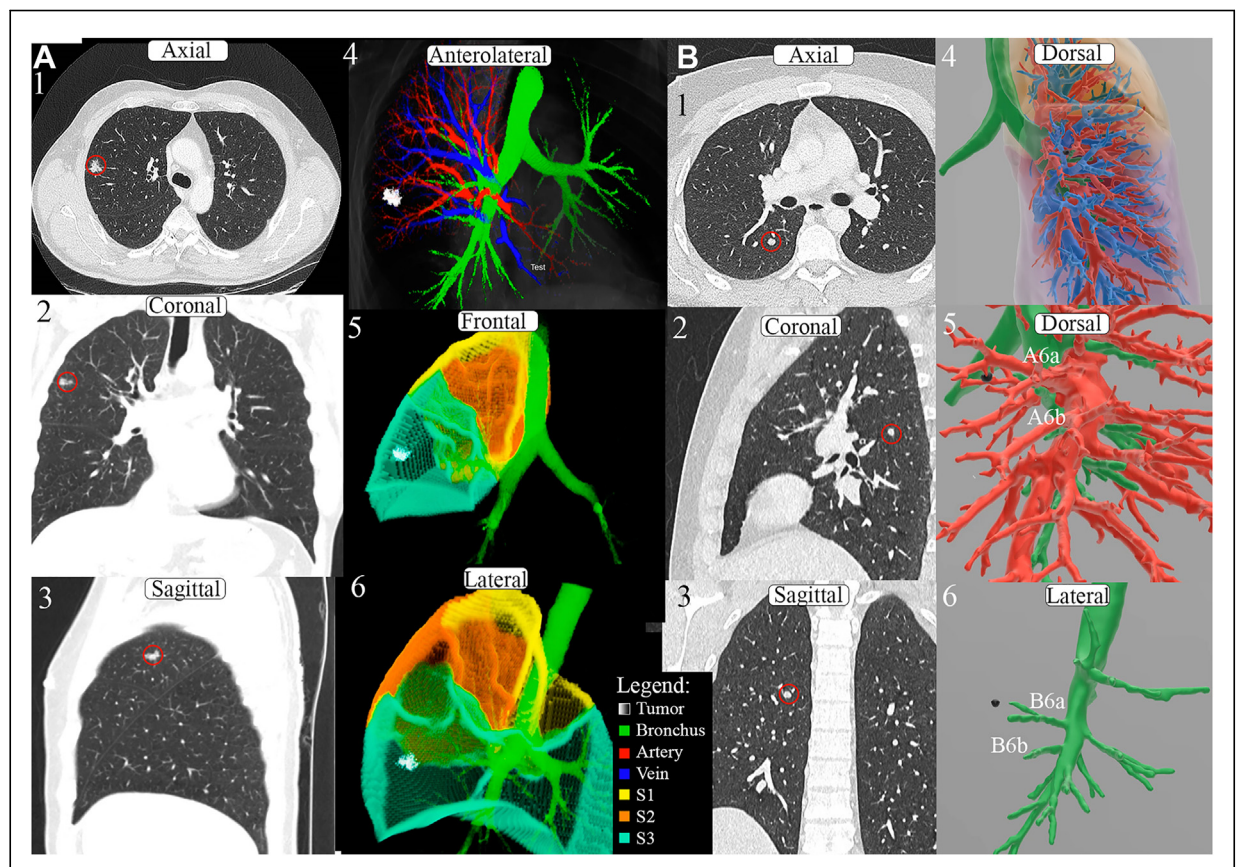 A
Axial
1
4
Anterolateral
Test
2
Coronal
5
Frontal
3
Sagittal
6
Lateral
Legend:
Tumor
Bronchus
Artery
Vein
S1
S2
S3
B
Axial
1
4
Dorsal
2
Coronal
5
Dorsal
A6a
A6b
3
Sagittal
6
Lateral
B6a
B6b